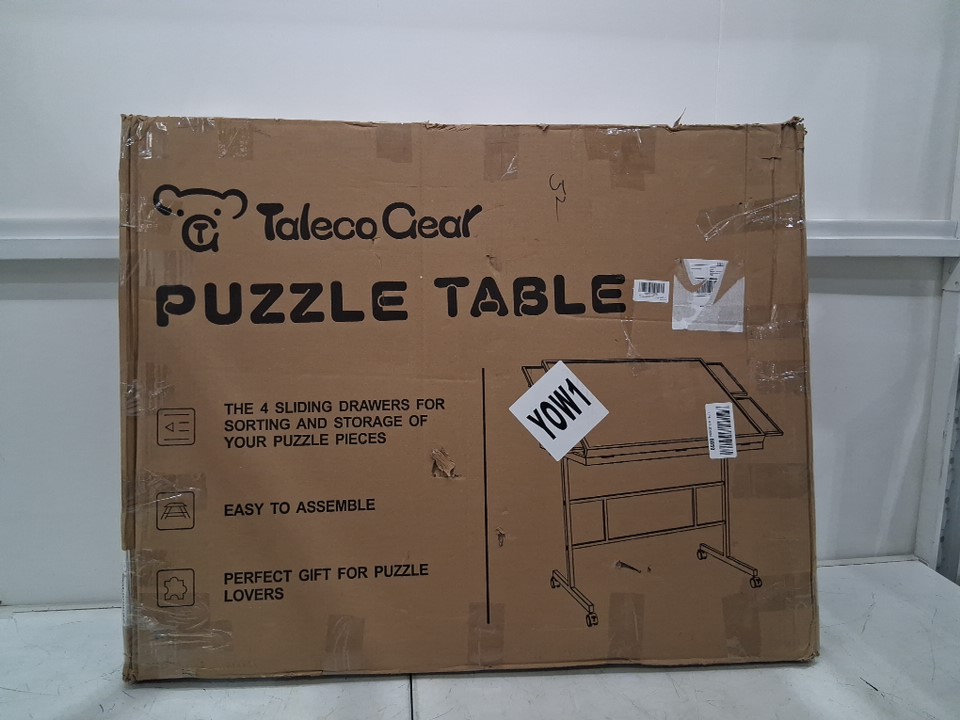 52
Taleco Gear
PUZZLE TABLE
YOW1
THE 4 SLIDING DRAWERS FOR
SORTING AND STORAGE OF
YOUR PUZZLE PIECES
EASY TO ASSEMBLE
PERFECT GIFT FOR PUZZLE
LOVERS